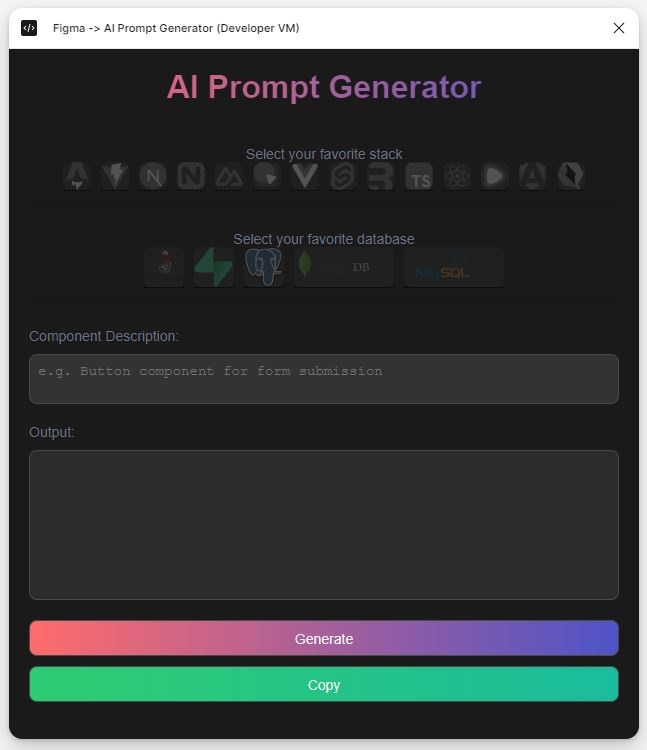 Figma -> AI Prompt Generator (Developer VM)
AI Prompt Generator
Select your favorite stack
N
TS
Select your favorite database
DB
MySQL
Component Description:
e.g. Button component for form submission
Output:
Generate
Copy